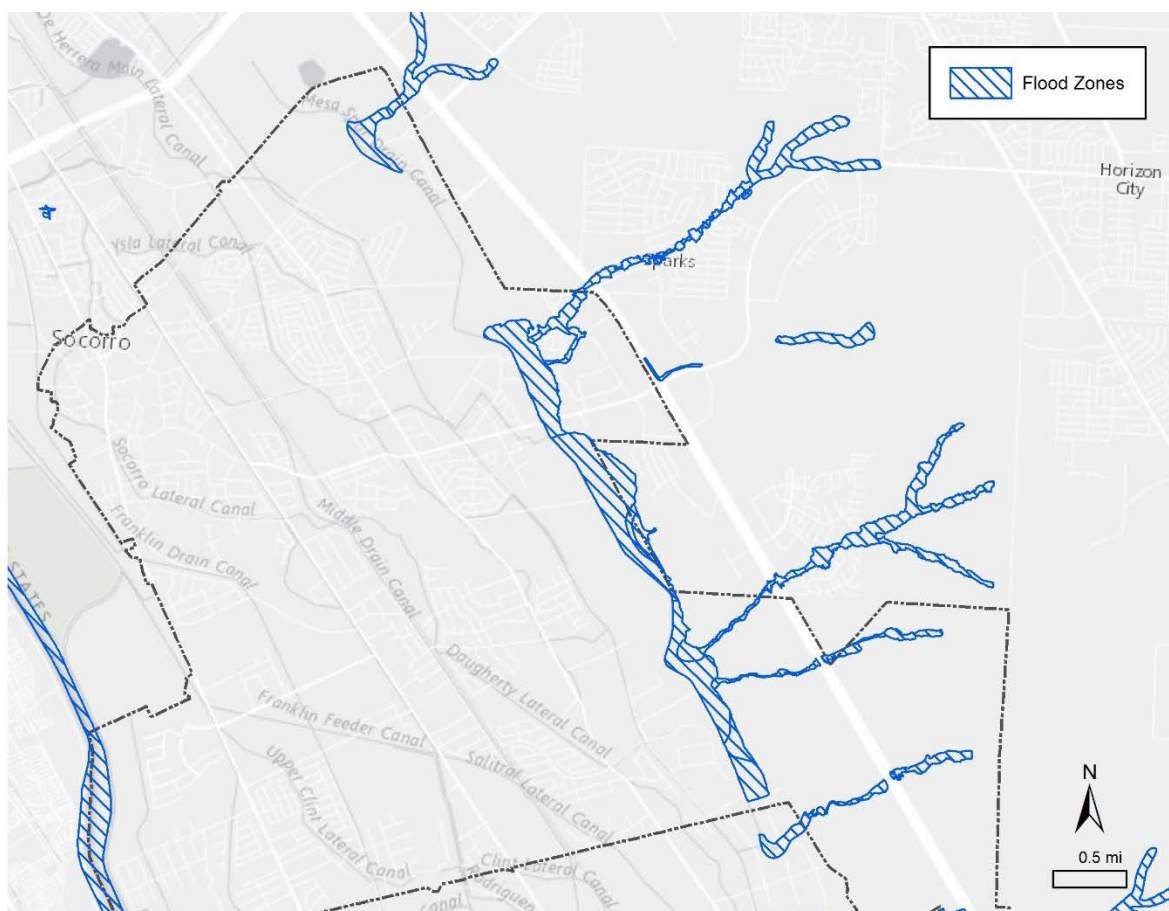 De Herrera Main Lateral Canal
Flood Zones
Mesa Spur Drain Canal
Horizon
City
Ysla Lateral Canal
Sparks
Socorro
Socorro Lateral Canal
Franklin Drain Canal
Middle Drain Canal
STATES
Daugherty Lateral Canal
Franklin Feeder Canal
Salitral Lateral Canal
Upper Clint Lateral Canal
N
0.5 mi
Clint Lateral Canal